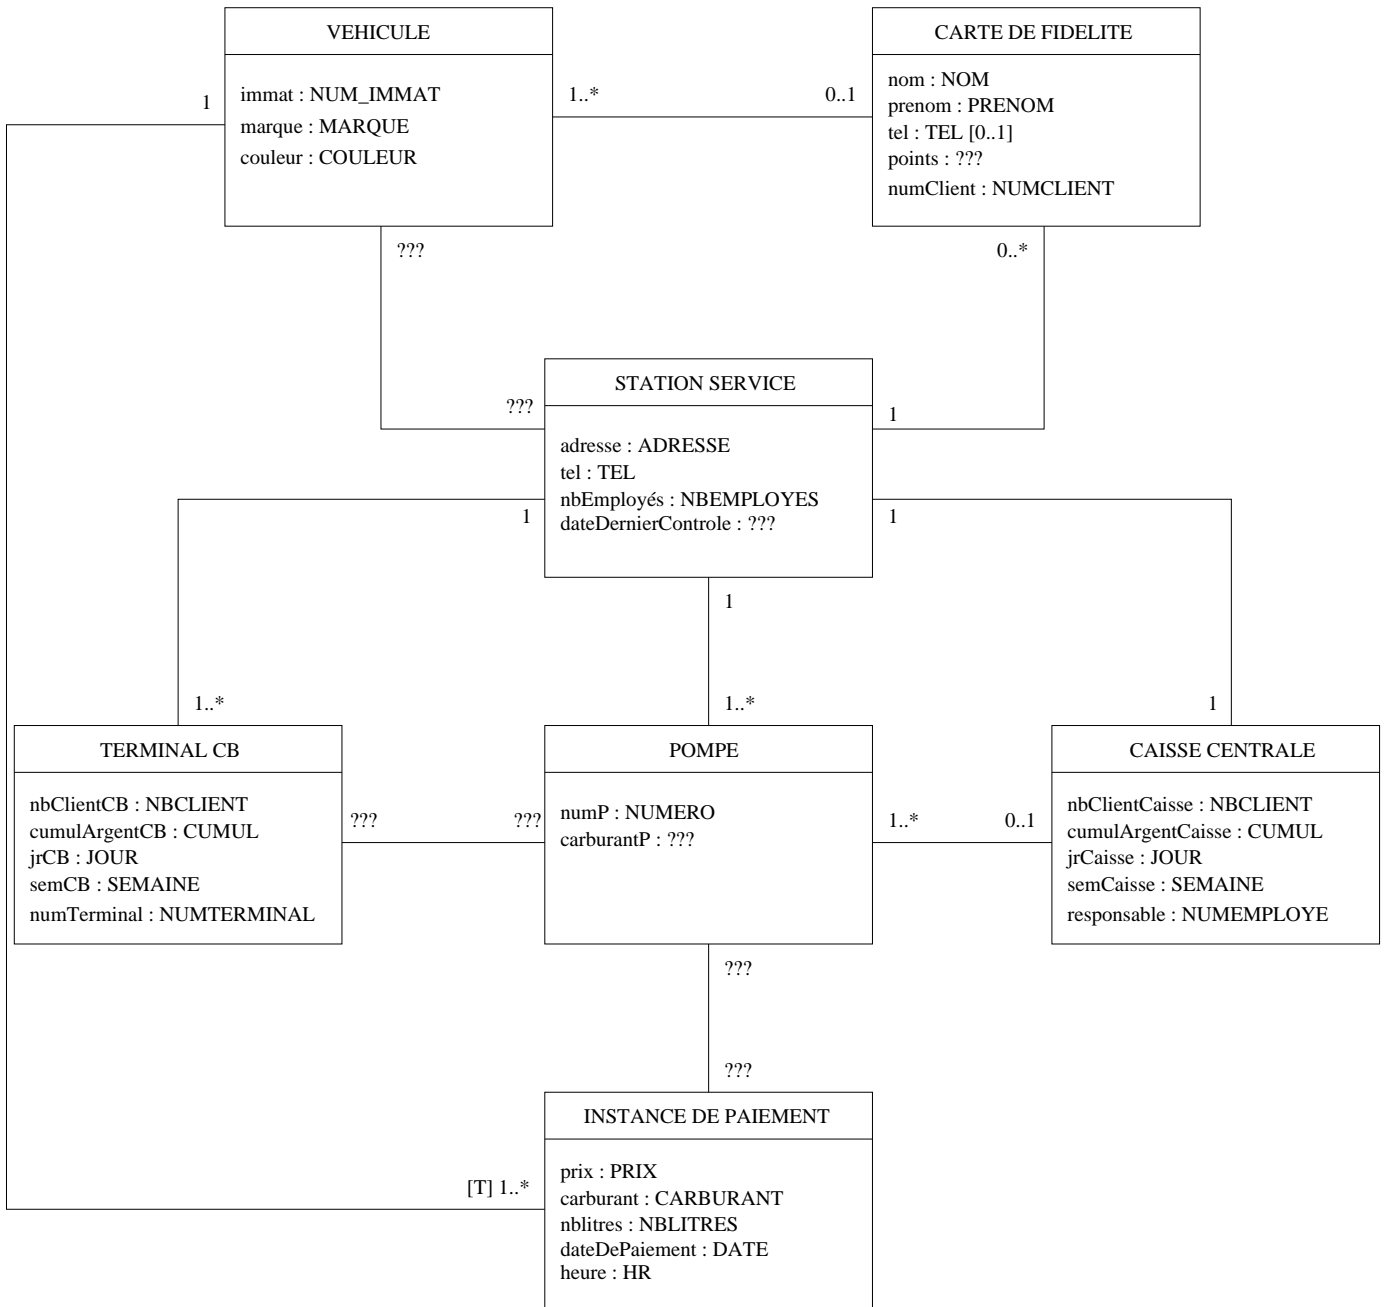 VEHICULE
immat : NUM_IMMAT
marque : MARQUE
couleur : COULEUR
CARTE DE FIDELITE
nom : NOM
prenom : PRENOM
tel : TEL [0..1]
points : ???
numClient : NUMCLIENT
1
1..*
0..1
???
0..*
STATION SERVICE
adresse : ADRESSE
tel : TEL
nbEmployés : NBEMPLOYES
dateDernierControle : ???
???
1
1
1
1
1..*
1..*
1
TERMINAL CB
nbClientCB : NBCLIENT
cumulArgentCB : CUMUL
jrCB : JOUR
semCB : SEMAINE
numTerminal : NUMTERMINAL
???
???
POMPE
numP : NUMERO
carburantP : ???
1..*
0..1
CAISSE CENTRALE
nbClientCaisse : NBCLIENT
cumulArgentCaisse : CUMUL
jrCaisse : JOUR
semCaisse : SEMAINE
responsable : NUMEMPLOYE
???
???
INSTANCE DE PAIEMENT
prix : PRIX
carburant : CARBURANT
nblitres : NBLITRES
dateDePaiement : DATE
heure : HR
[T] 1..*